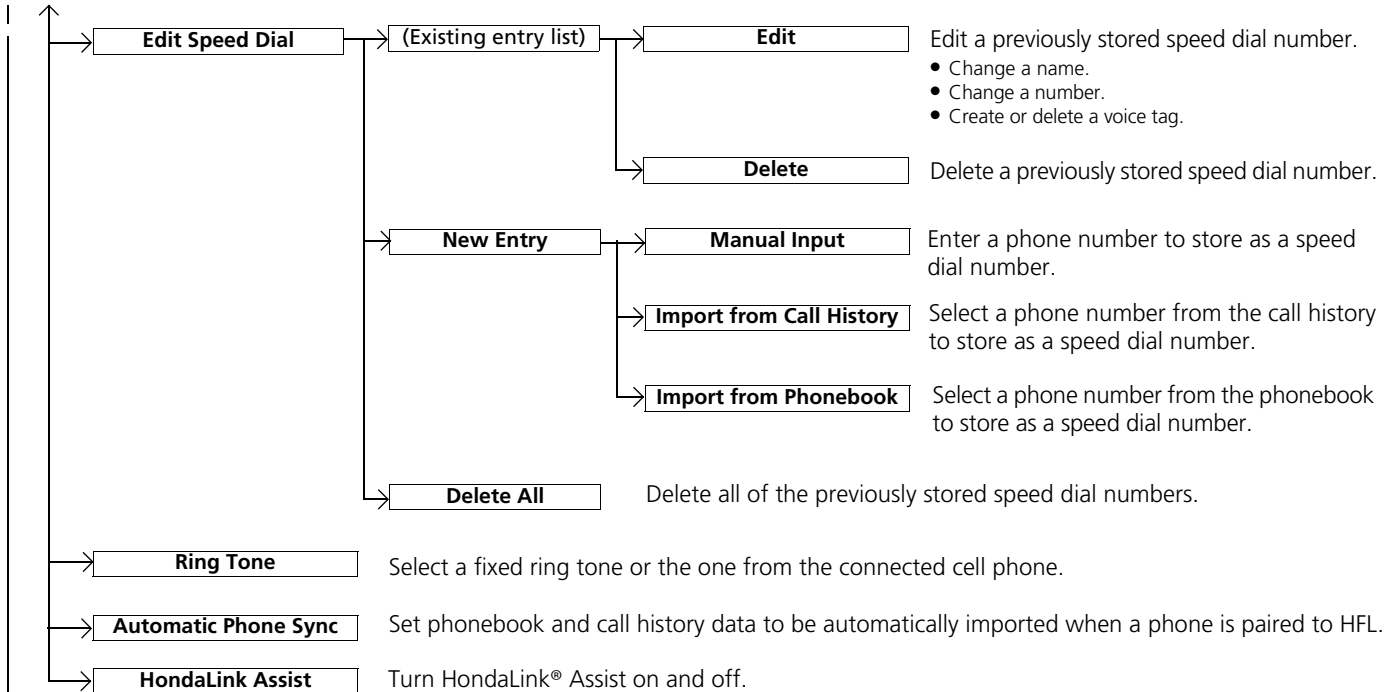 Edit Speed Dial
(Existing entry list)
Edit
Edit a previously stored speed dial number.
• Change a name.
• Change a number.
• Create or delete a voice tag.
Delete
Delete a previously stored speed dial number.
New Entry
Manual Input
Enter a phone number to store as a speed
dial number.
Import from Call History
Select a phone number from the call history
to store as a speed dial number.
Import from Phonebook
Select a phone number from the phonebook
to store as a speed dial number.
Delete All
Delete all of the previously stored speed dial numbers.
Ring Tone
Select a fixed ring tone or the one from the connected cell phone.
Automatic Phone Sync
Set phonebook and call history data to be automatically imported when a phone is paired to HFL.
HondaLink Assist
Turn HondaLink® Assist on and off.